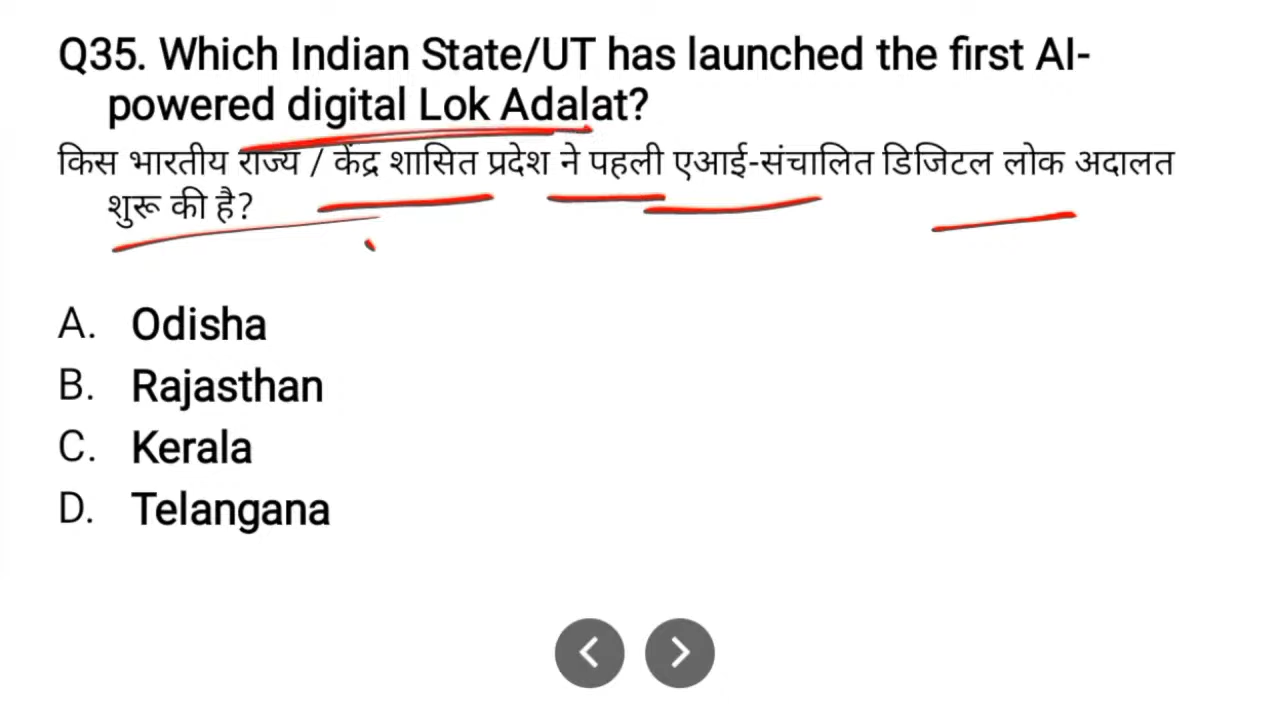 Q35. Which Indian State/UT has launched the first AI-
powered digital Lok Adalat?
किस भारतीय राज्य / केंद्र शासित प्रदेश ने पहली एआई-संचालित डिजिटल लोक अदालत
शुरू की है?
A. Odisha
B. Rajasthan
C. Kerala
D. Telangana